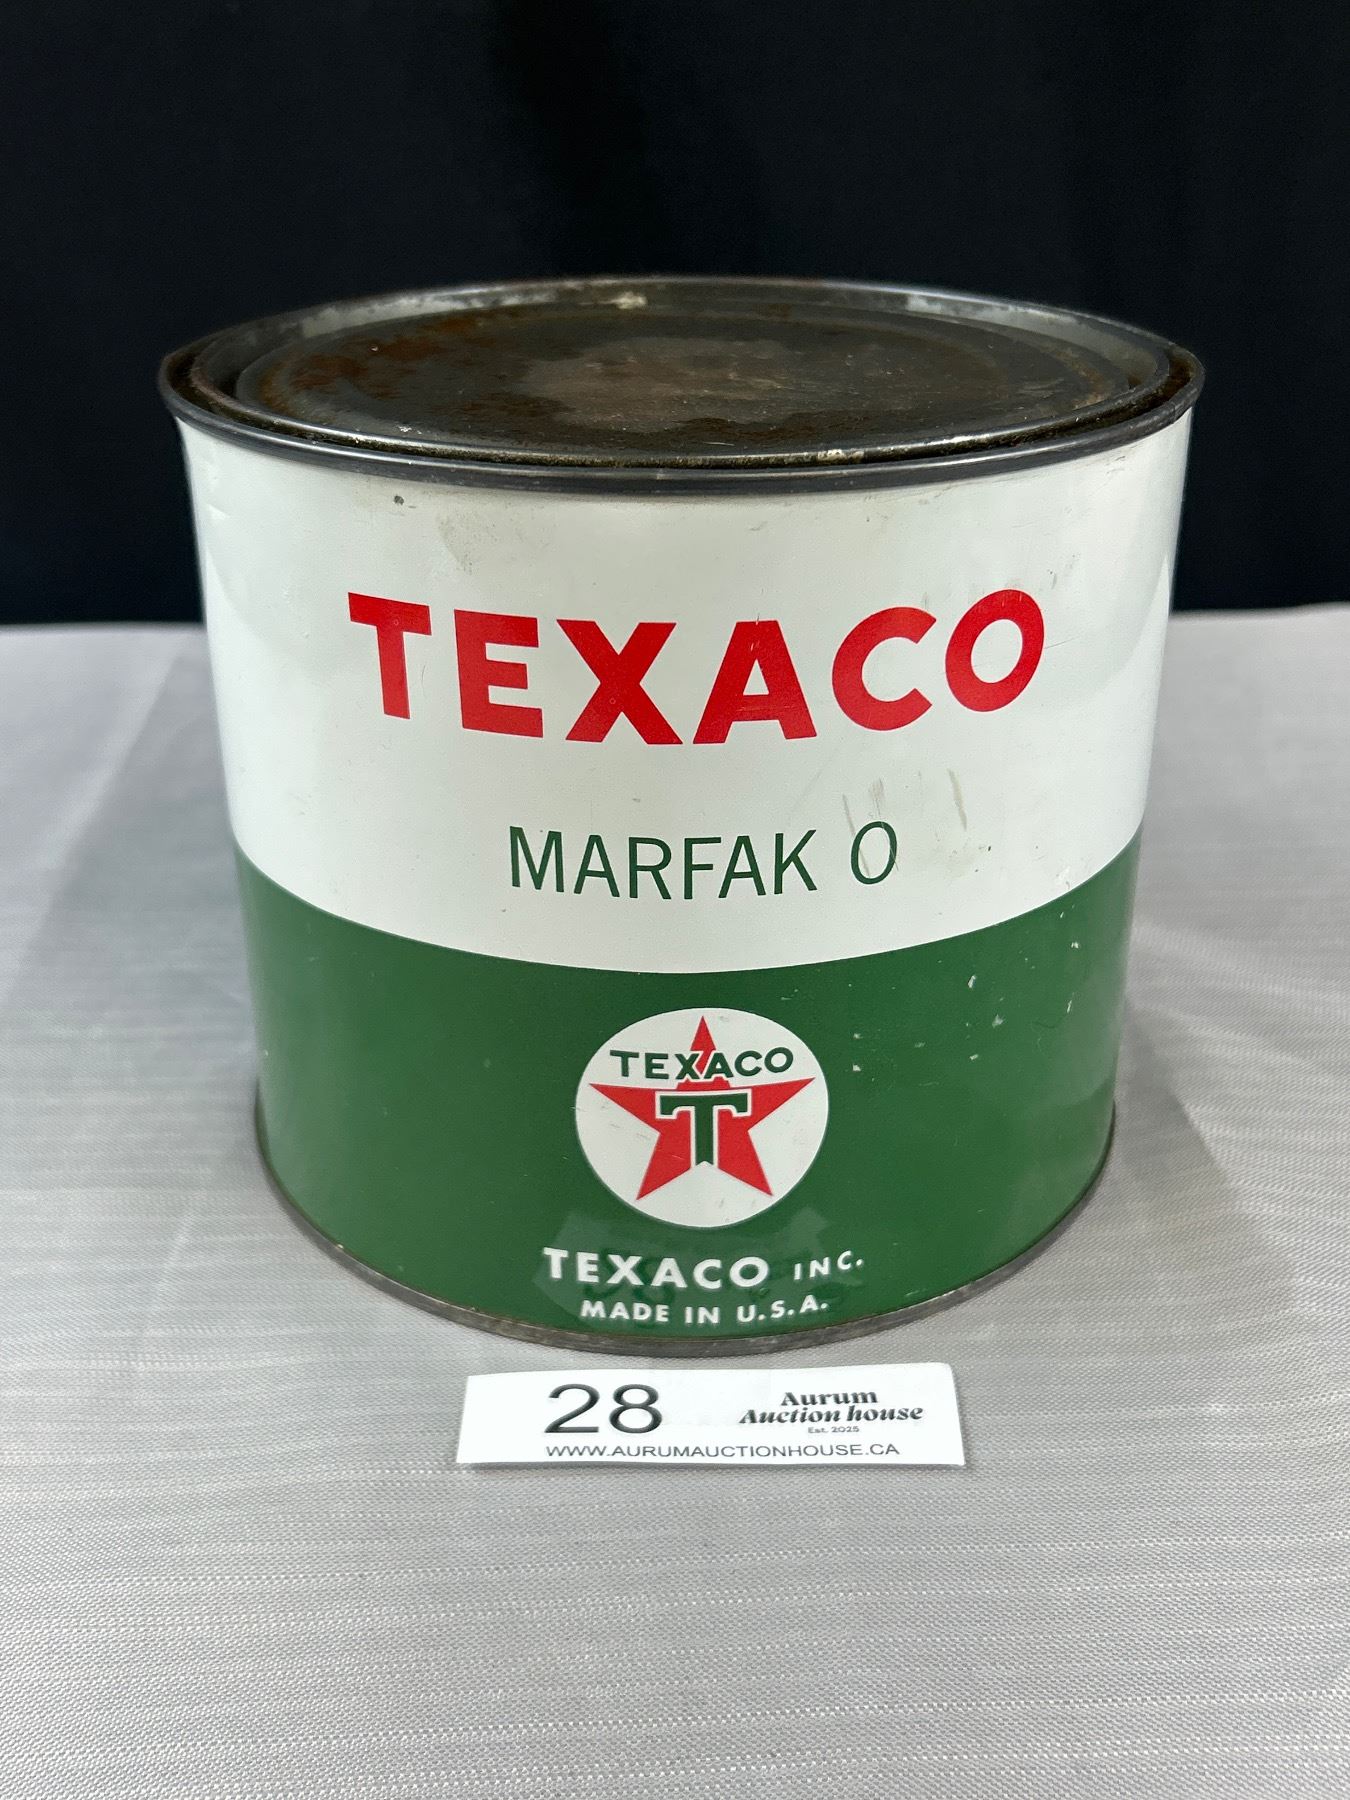 TEXACO
MARFAK O
TEXACO
T
TEXACO INC.
MADE IN U.S.A.
28
Aurum
Auction house
Est. 2025
WWW.AURUMAUCTIONHOUSE.CA